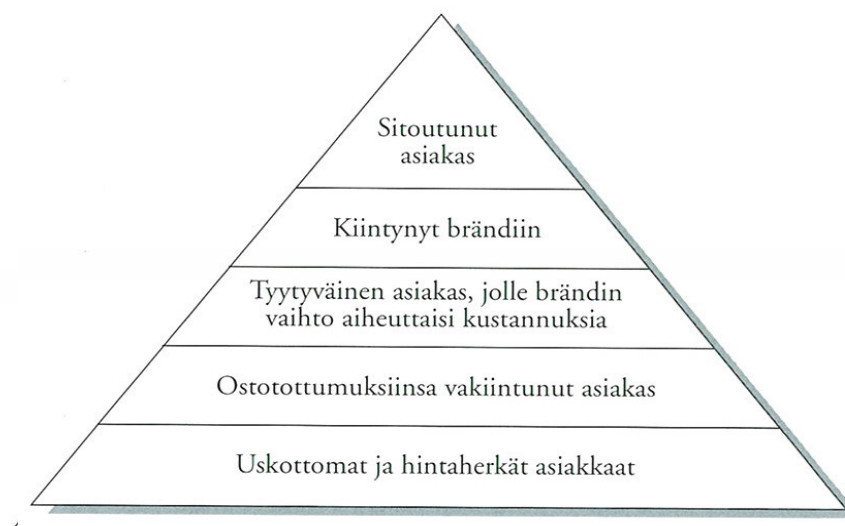 Sitoutunut
asiakas
Kiintynyt brändiin
Tyytyväinen asiakas, jolle brändin
vaihto aiheuttaisi kustannuksia
Ostotottumuksiinsa vakiintunut asiakas
Uskottomat ja hintaherkät asiakkaat